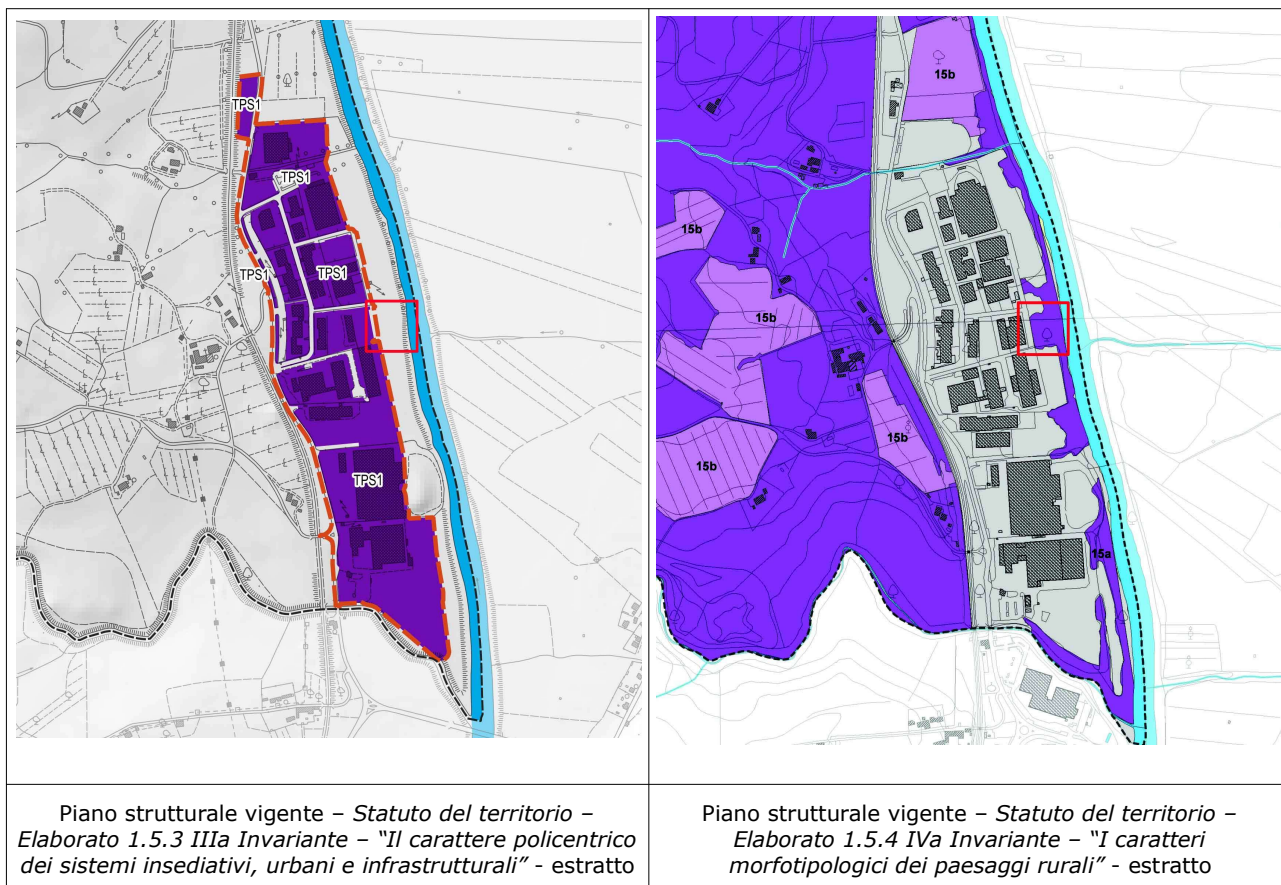 TPS1
TPS1
TPS1
TPS1
TPS1
15b
15b
15b
15b
15b
15a
Piano strutturale vigente – Statuto del territorio –
Elaborato 1.5.3 IIIa Invariante – “Il carattere policentrico
dei sistemi insediativi, urbani e infrastrutturali” - estratto
Piano strutturale vigente – Statuto del territorio –
Elaborato 1.5.4 IVa Invariante – “I caratteri
morfotipologici dei paesaggi rurali” - estratto